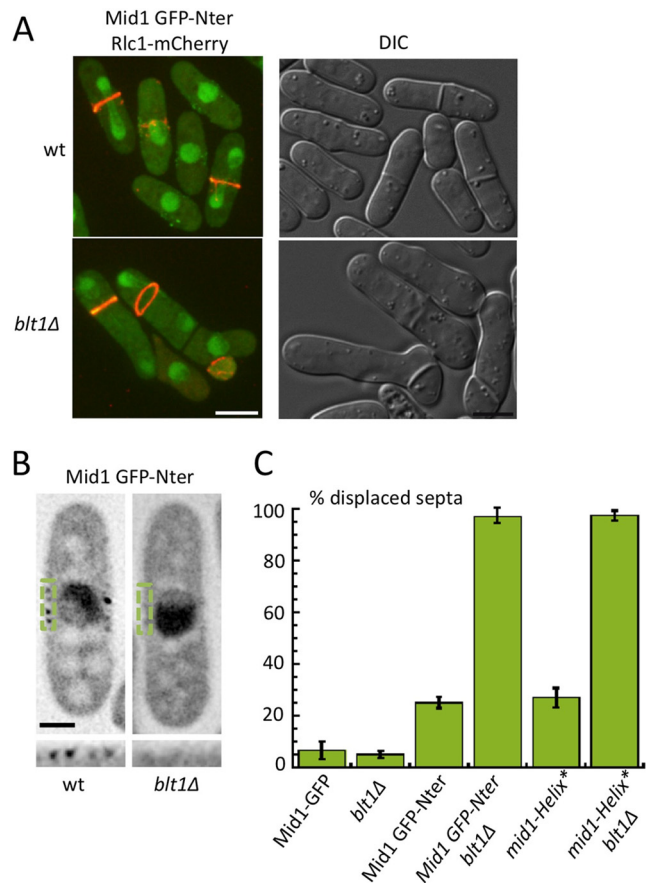 A
Mid1 GFP-Nter
Rlc1-mCherry
DIC
wt
blt1Δ
B
Mid1 GFP-Nter
wt
blt1Δ
C
% displaced septa
100
80
60
40
20
0
Mid1-GFP
blt1Δ
Mid1 GFP-Nter
Mid1 GFP-Nter
blt1Δ
mid1-Helix*
mid1-Helix*
blt1Δ